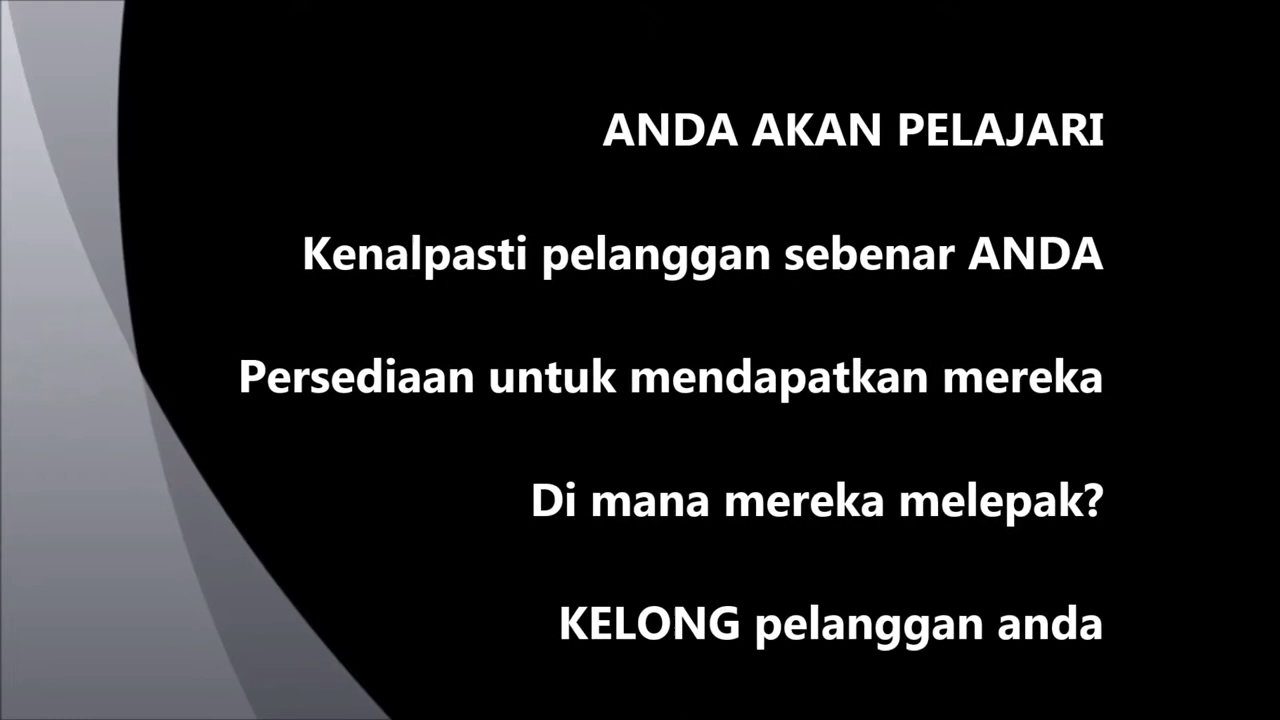 ANDA AKAN PELAJARI
Kenalpasti pelanggan sebenar ANDA
Persediaan untuk mendapatkan mereka
Di mana mereka melepak?
KELONG pelanggan anda